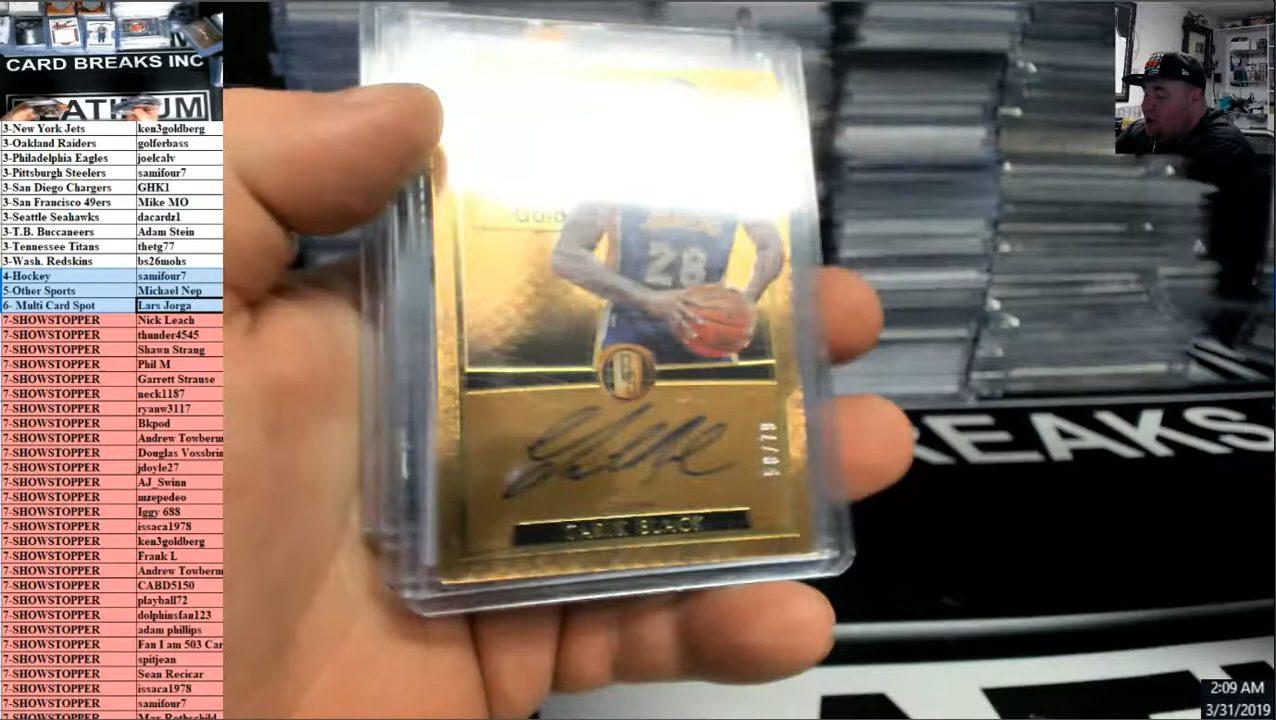 CARD BREAKS INC
3-New York Jets ken3goldberg
3-Oakland Raiders golferbass
3-Philadelphia Eagles joelcalv
3-Pittsburgh Steelers samifour7
3-San Diego Chargers GHK1
3-San Francisco 49ers Mike MO
3-Seattle Seahawks dacardz1
3-T.B. Buccaneers Adam Stein
3-Tennessee Titans thetg77
3-Wash. Redskins bs26mohs
4-Hockey samifour7
5-Other Sports Michael Nep
6- Multi Card Spot Lars Jorga
7-SHOWSTOPPER Nick Leach
7-SHOWSTOPPER thunder4545
7-SHOWSTOPPER Shawn Strang
7-SHOWSTOPPER Phil M
7-SHOWSTOPPER Garrett Strause
7-SHOWSTOPPER neck1187
7-SHOWSTOPPER ryanw3117
7-SHOWSTOPPER Bkpod
7-SHOWSTOPPER Andrew Towberm
7-SHOWSTOPPER Douglas Vossbrin
7-SHOWSTOPPER jdoyle27
7-SHOWSTOPPER AJ_Swinn
7-SHOWSTOPPER mzepedeo
7-SHOWSTOPPER Iggy 688
7-SHOWSTOPPER issaca1978
7-SHOWSTOPPER ken3goldberg
7-SHOWSTOPPER Frank L
7-SHOWSTOPPER Andrew Towberm
7-SHOWSTOPPER CABD5150
7-SHOWSTOPPER playball72
7-SHOWSTOPPER dolphinsfan123
7-SHOWSTOPPER adam phillips
7-SHOWSTOPPER Fan I am 503 Car
7-SHOWSTOPPER spitjean
7-SHOWSTOPPER Sean Recicar
7-SHOWSTOPPER issaca1978
7-SHOWSTOPPER samifour7
7-SHOWSTOPPER Max Rothschild
Gold
28
TARIK BLACK
REAKS
2:09 AM
3/31/2019